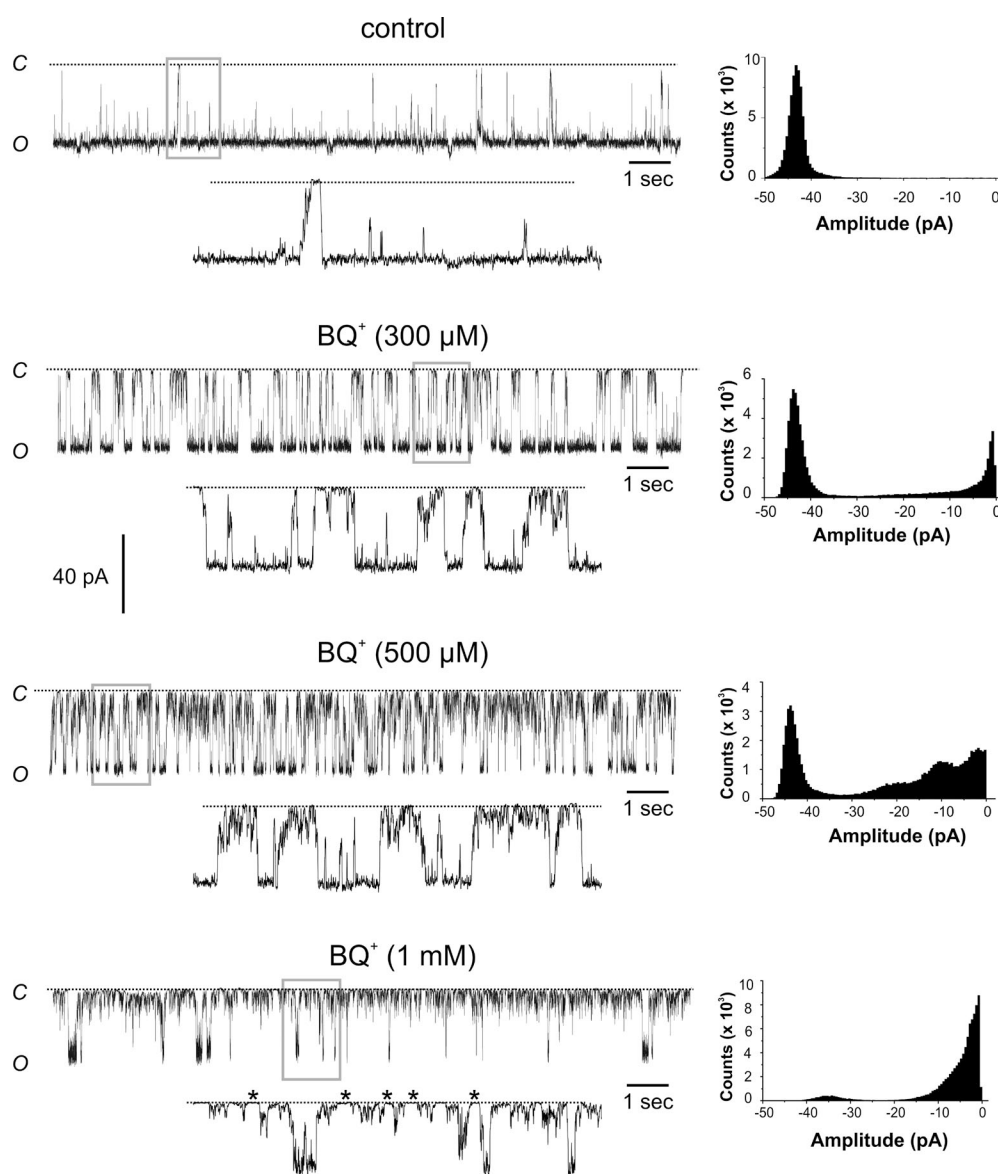 control
C
O
1 sec
Counts (x 10³)
10
5
0
-50 -40 -30 -20 -10 0
Amplitude (pA)
BQ⁺ (300 µM)
C
O
1 sec
40 pA
Counts (x 10³)
6
4
2
0
-50 -40 -30 -20 -10 0
Amplitude (pA)
BQ⁺ (500 µM)
C
O
1 sec
Counts (x 10³)
4
3
2
1
0
-50 -40 -30 -20 -10 0
Amplitude (pA)
BQ⁺ (1 mM)
C
O
1 sec
* * * * *
Counts (x 10³)
10
8
6
4
2
0
-50 -40 -30 -20 -10 0
Amplitude (pA)